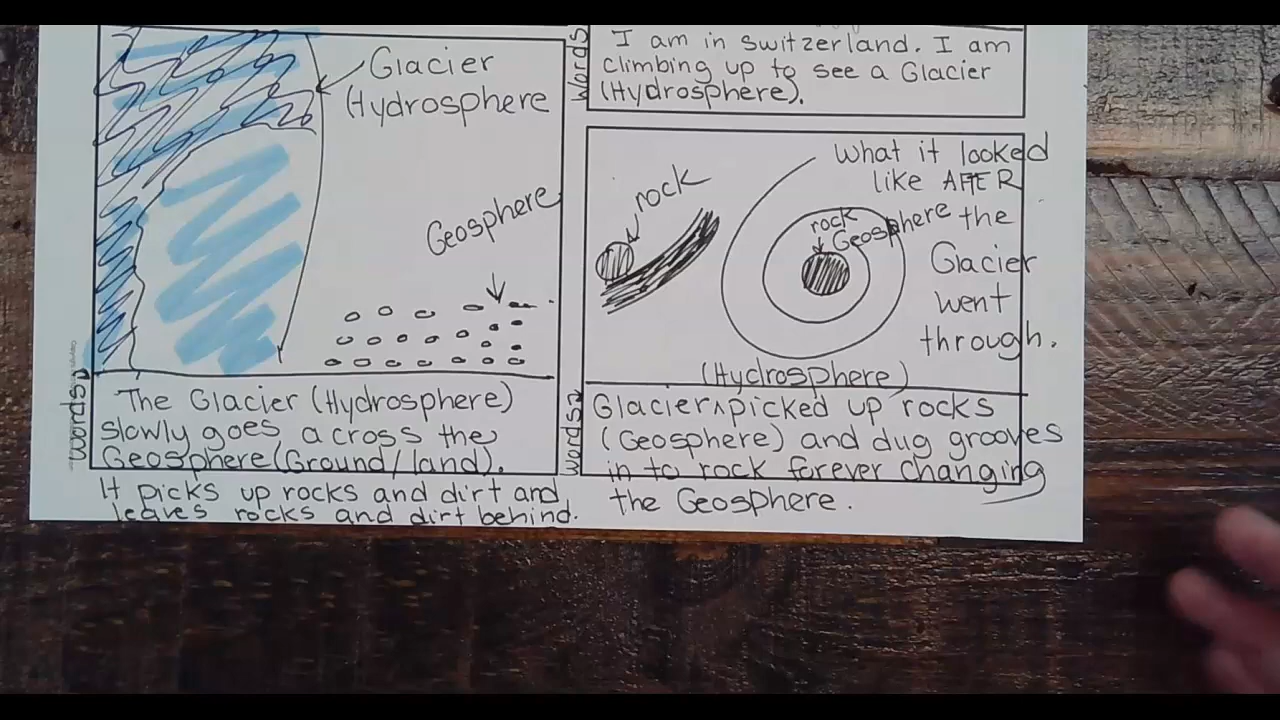 Words
I am in Switzerland. I am
climbing up to see a Glacier
(Hydrosphere).
Glacier
(Hydrosphere
Geosphere
Words
The Glacier (Hydrosphere)
slowly goes across the
Geosphere (Ground/land).
It picks up rocks and dirt and
leaves rocks and dirt behind.
rock
What it looked
like AFTER
the
Glacier
went
through.
rock
Geosphere
Words
(Hydrosphere)
Glacier ^ picked up rocks
(Geosphere) and dug grooves
in to rock forever changing
the Geosphere.